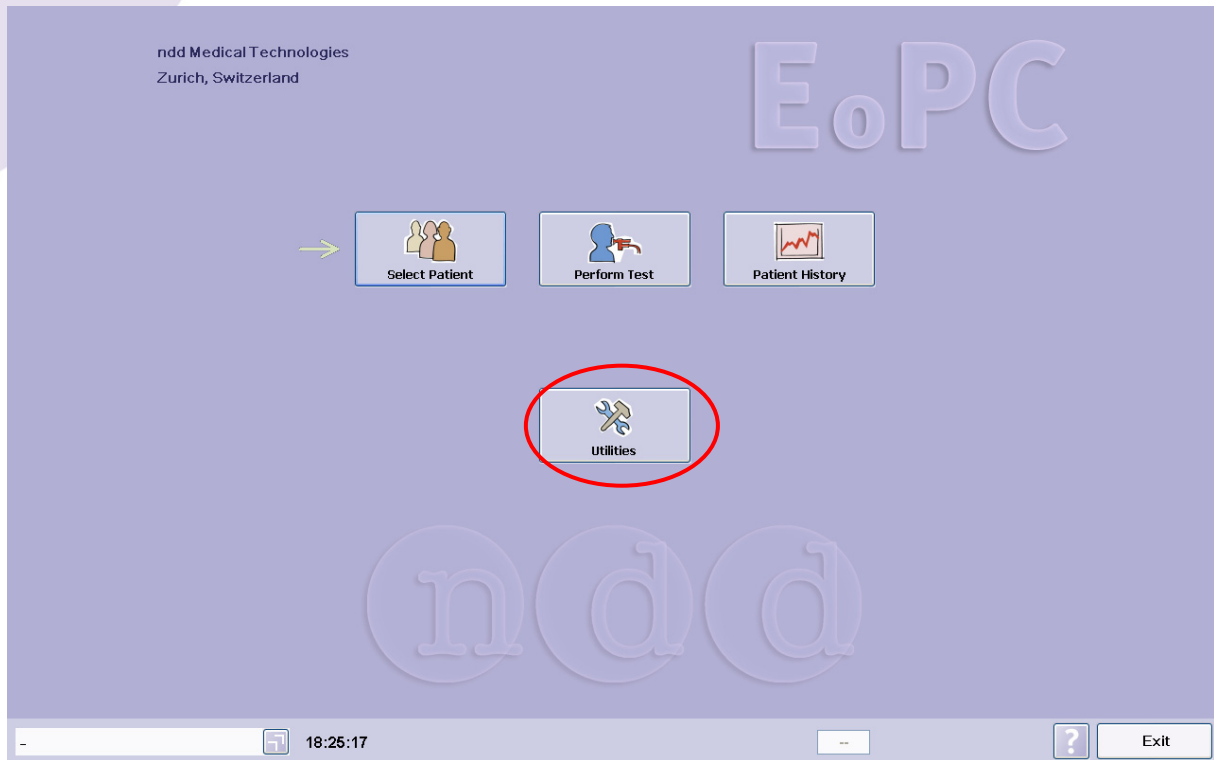 ndd Medical Technologies
Zurich, Switzerland
EoPC
Select Patient
Perform Test
Patient History
Utilities
ndd
-
18:25:17
--
?
Exit